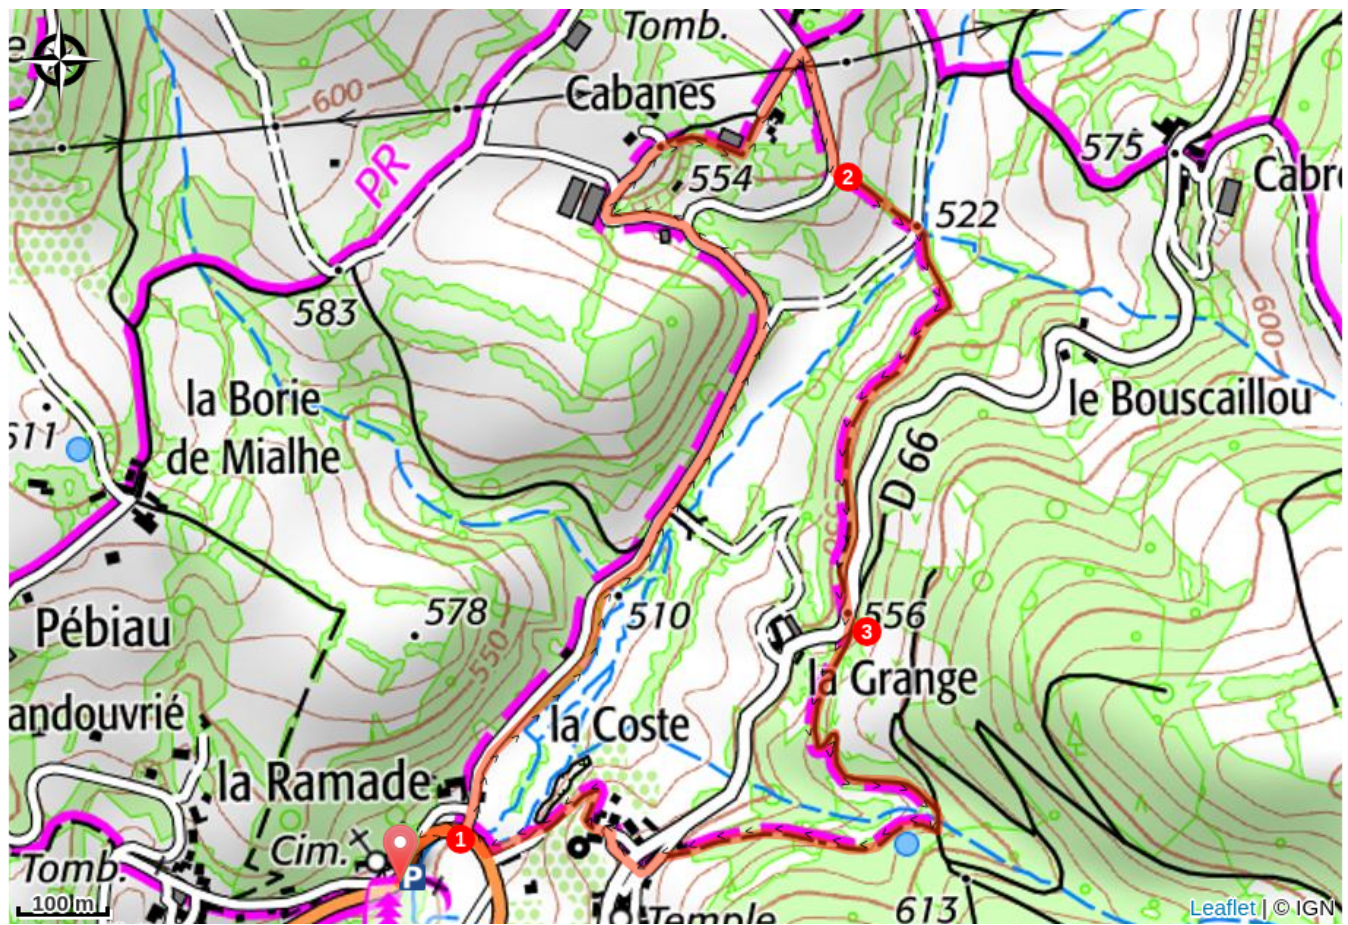 Tomb.
e
600
Cabanes
PR
554
575
Cabre
522
583
600
la Borie
de Mialhe
le Bouscaillou
611
D 66
2
Pébiau
578
510
556
3
550
la Grange
andouvrié
la Coste
la Ramade
Cim.
1
Tomb.
P
100 m
613
Temple
Leaflet | © IGN